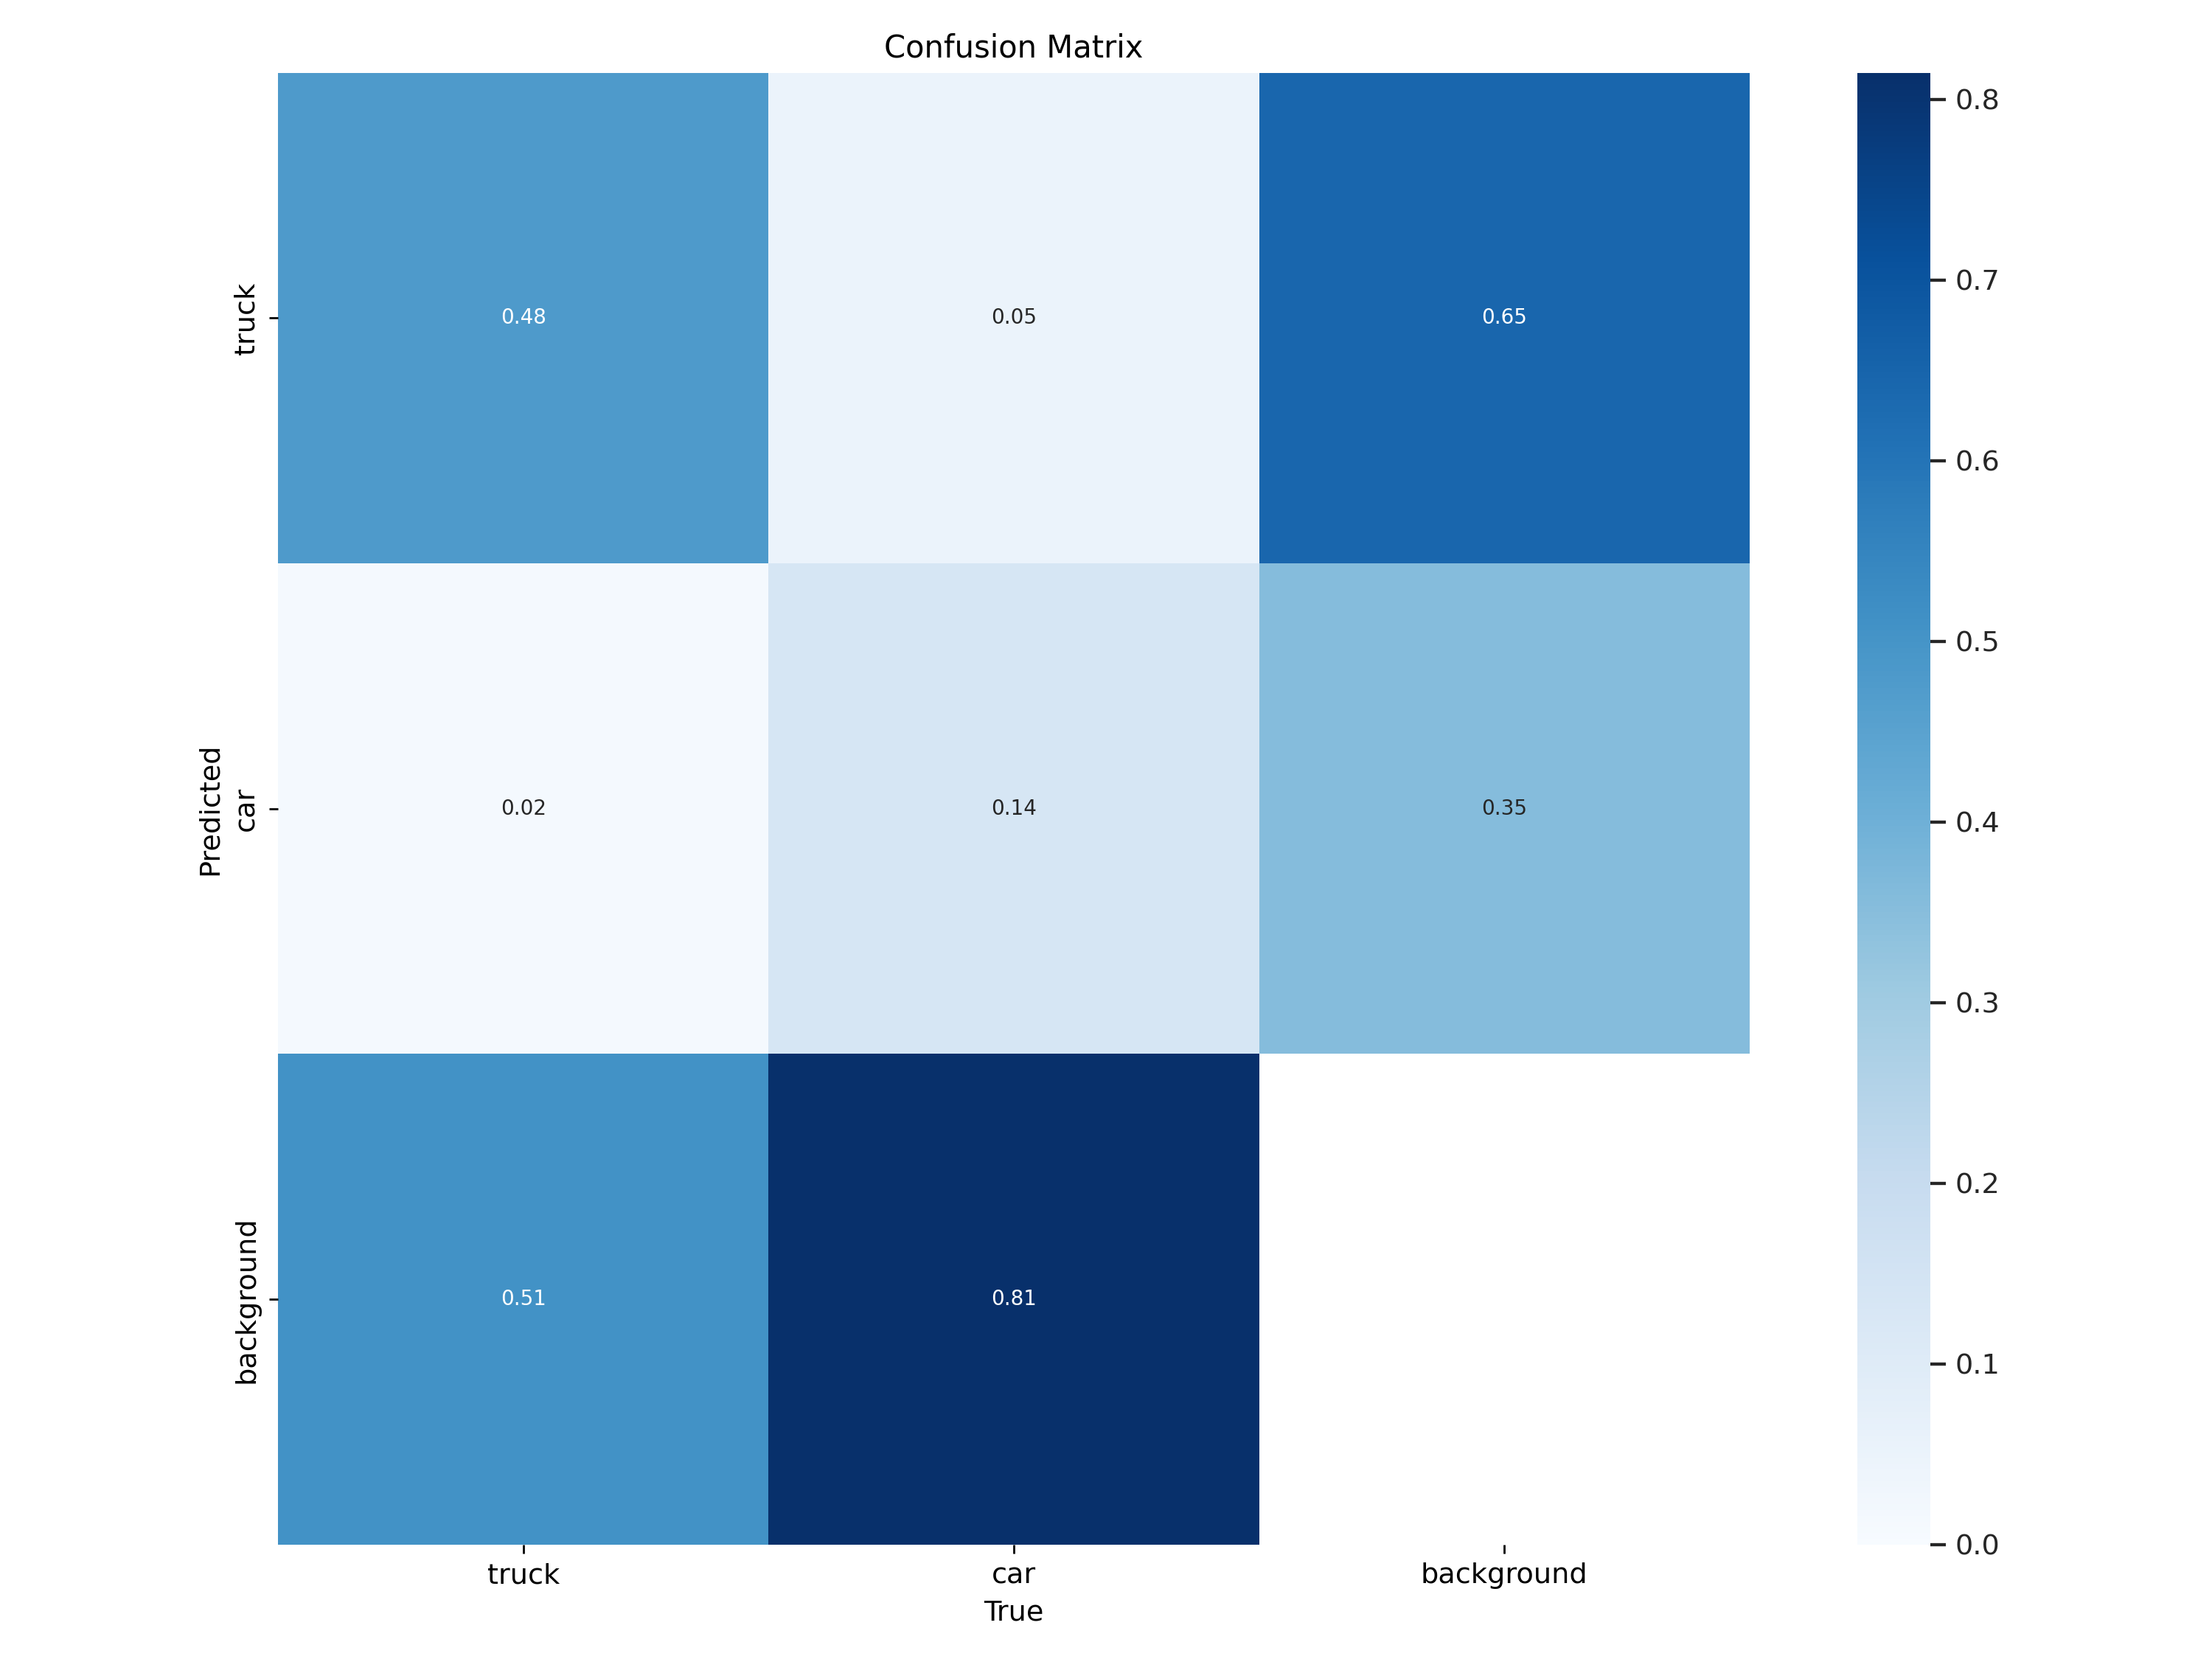 Confusion Matrix
Predicted
truck
0.48 0.05 0.65
car
0.02 0.14 0.35
background
0.51 0.81
truck car background
True
0.8
0.7
0.6
0.5
0.4
0.3
0.2
0.1
0.0